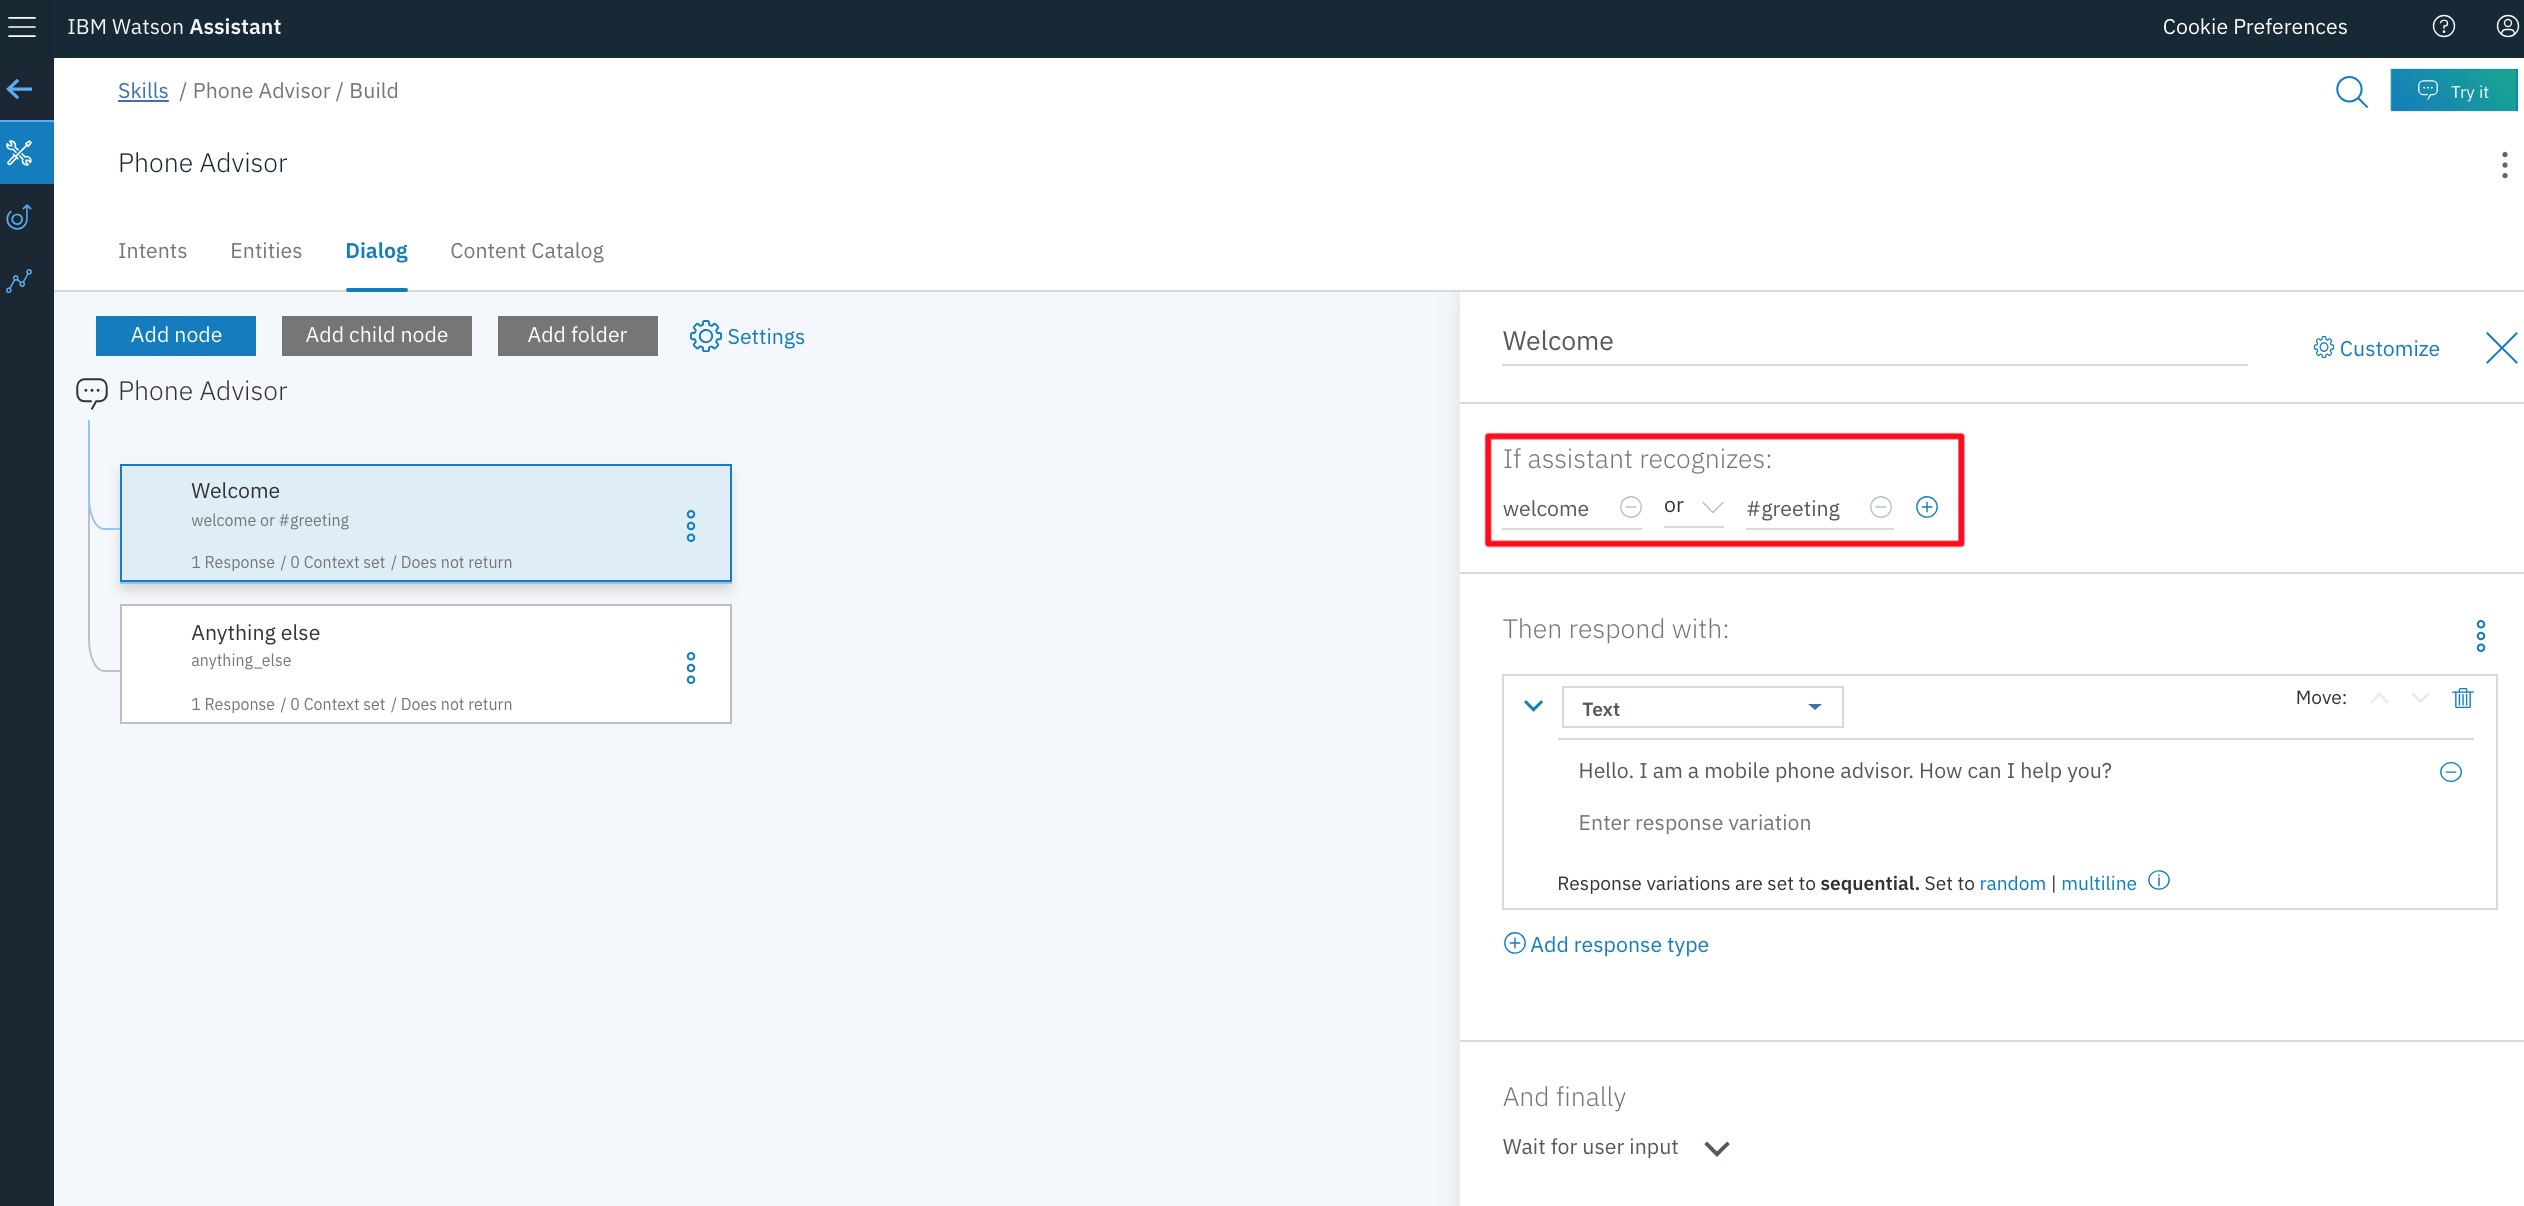 IBM Watson Assistant
Cookie Preferences
Skills / Phone Advisor / Build
Try it
Phone Advisor
Intents Entities Dialog Content Catalog
Add node Add child node Add folder Settings
Phone Advisor
Welcome
welcome or #greeting
1 Response / 0 Context set / Does not return
Anything else
anything_else
1 Response / 0 Context set / Does not return
Welcome
Customize
If assistant recognizes:
welcome or #greeting
Then respond with:
Text
Move:
Hello. I am a mobile phone advisor. How can I help you?
Enter response variation
Response variations are set to sequential. Set to random | multiline
Add response type
And finally
Wait for user input